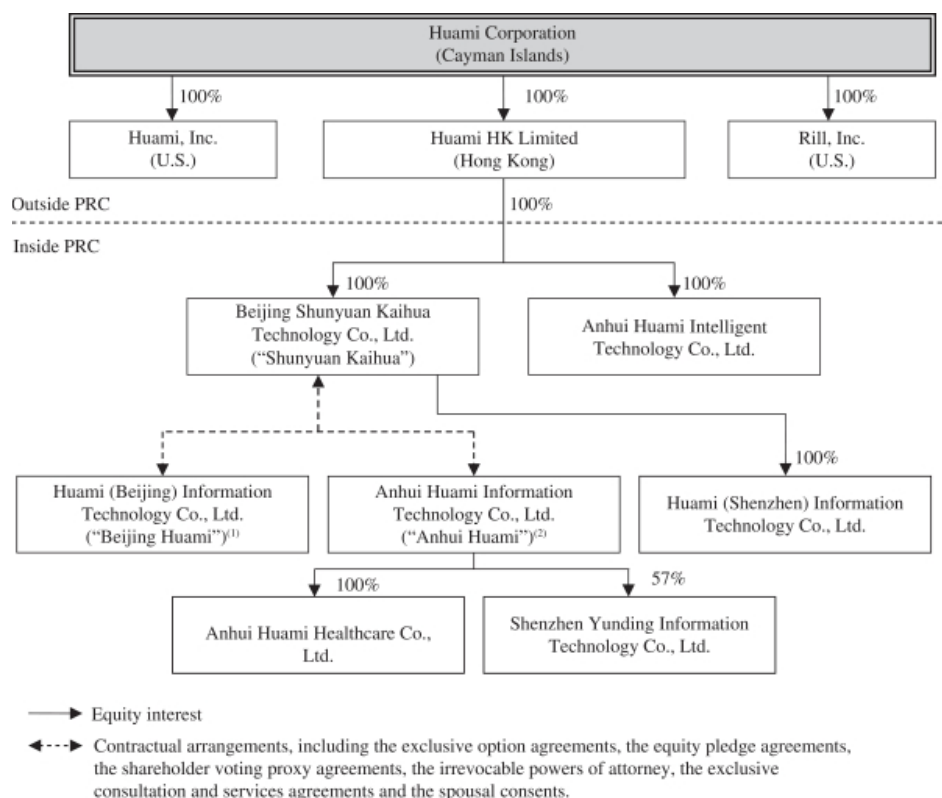 Huami Corporation
(Cayman Islands)
100%
100%
100%
Huami, Inc.
(U.S.)
Huami HK Limited
(Hong Kong)
Rill, Inc.
(U.S.)
Outside PRC
100%
Inside PRC
100%
100%
Beijing Shunyuan Kaihua
Technology Co., Ltd.
(“Shunyuan Kaihua”)
Anhui Huami Intelligent
Technology Co., Ltd.
100%
Huami (Beijing) Information
Technology Co., Ltd.
(“Beijing Huami”)(1)
Anhui Huami Information
Technology Co., Ltd.
(“Anhui Huami”)(2)
Huami (Shenzhen) Information
Technology Co., Ltd.
100%
57%
Anhui Huami Healthcare Co.,
Ltd.
Shenzhen Yunding Information
Technology Co., Ltd.
Equity interest
Contractual arrangements, including the exclusive option agreements, the equity pledge agreements,
the shareholder voting proxy agreements, the irrevocable powers of attorney, the exclusive
consultation and services agreements and the spousal consents.